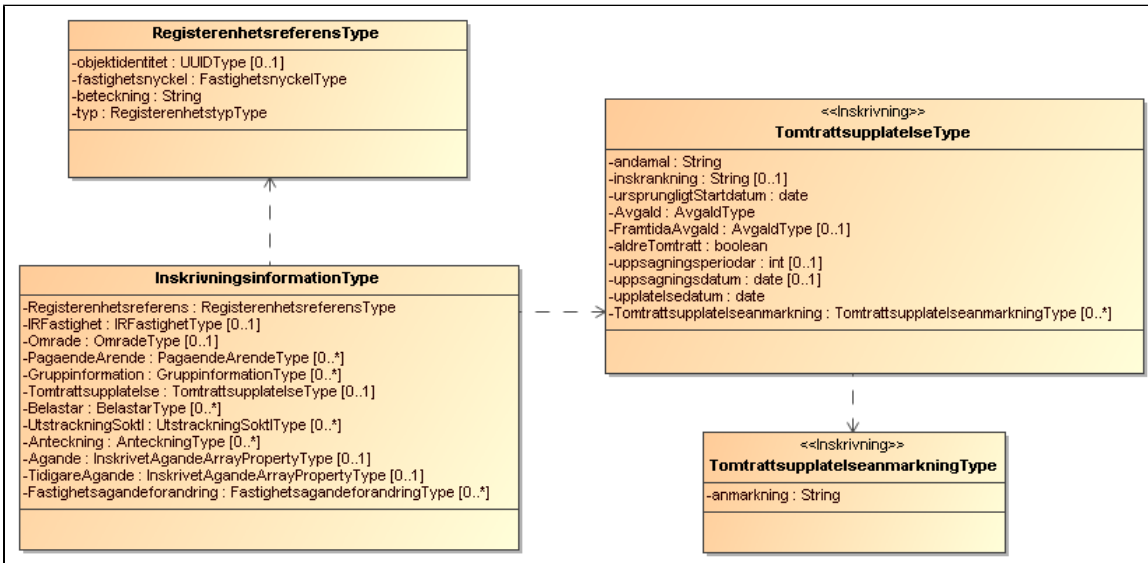 RegisterenhetsreferensType
-objektidentitet : UUIDType [0..1]
-fastighetsnyckel : FastighetsnyckelType
-beteckning : String
-typ : RegisterenhetstypType
<<Inskrivning>>
TomtrattsupplatelseType
-andamal : String
-inskrankning : String [0..1]
-ursprungligtStartdatum : date
-Avgald : AvgaldType
-FramtidaAvgald : AvgaldType [0..1]
-aldreTomtratt : boolean
-uppsagningsperiodar : int [0..1]
-uppsagningsdatum : date [0..1]
-upplatelsedatum : date
-Tomtrattsupplatelseanmarkning : TomtrattsupplatelseanmarkningType [0..*]
InskrivningsinformationType
-Registerenhetsreferens : RegisterenhetsreferensType
-IRFastighet : IRFastighetType [0..1]
-Omrade : OmradeType [0..1]
-PagaendeArende : PagaendeArendeType [0..*]
-Gruppinformation : GruppinformationType [0..*]
-Tomtrattsupplatelse : TomtrattsupplatelseType [0..1]
-Belastar : BelastarType [0..*]
-UtstrackningSoktI : UtstrackningSoktIType [0..*]
-Anteckning : AnteckningType [0..*]
-Agande : InskrivetAgandeArrayPropertyType [0..1]
-TidigareAgande : InskrivetAgandeArrayPropertyType [0..1]
-Fastighetsagandeforandring : FastighetsagandeforandringType [0..*]
<<Inskrivning>>
TomtrattsupplatelseanmarkningType
-anmarkning : String